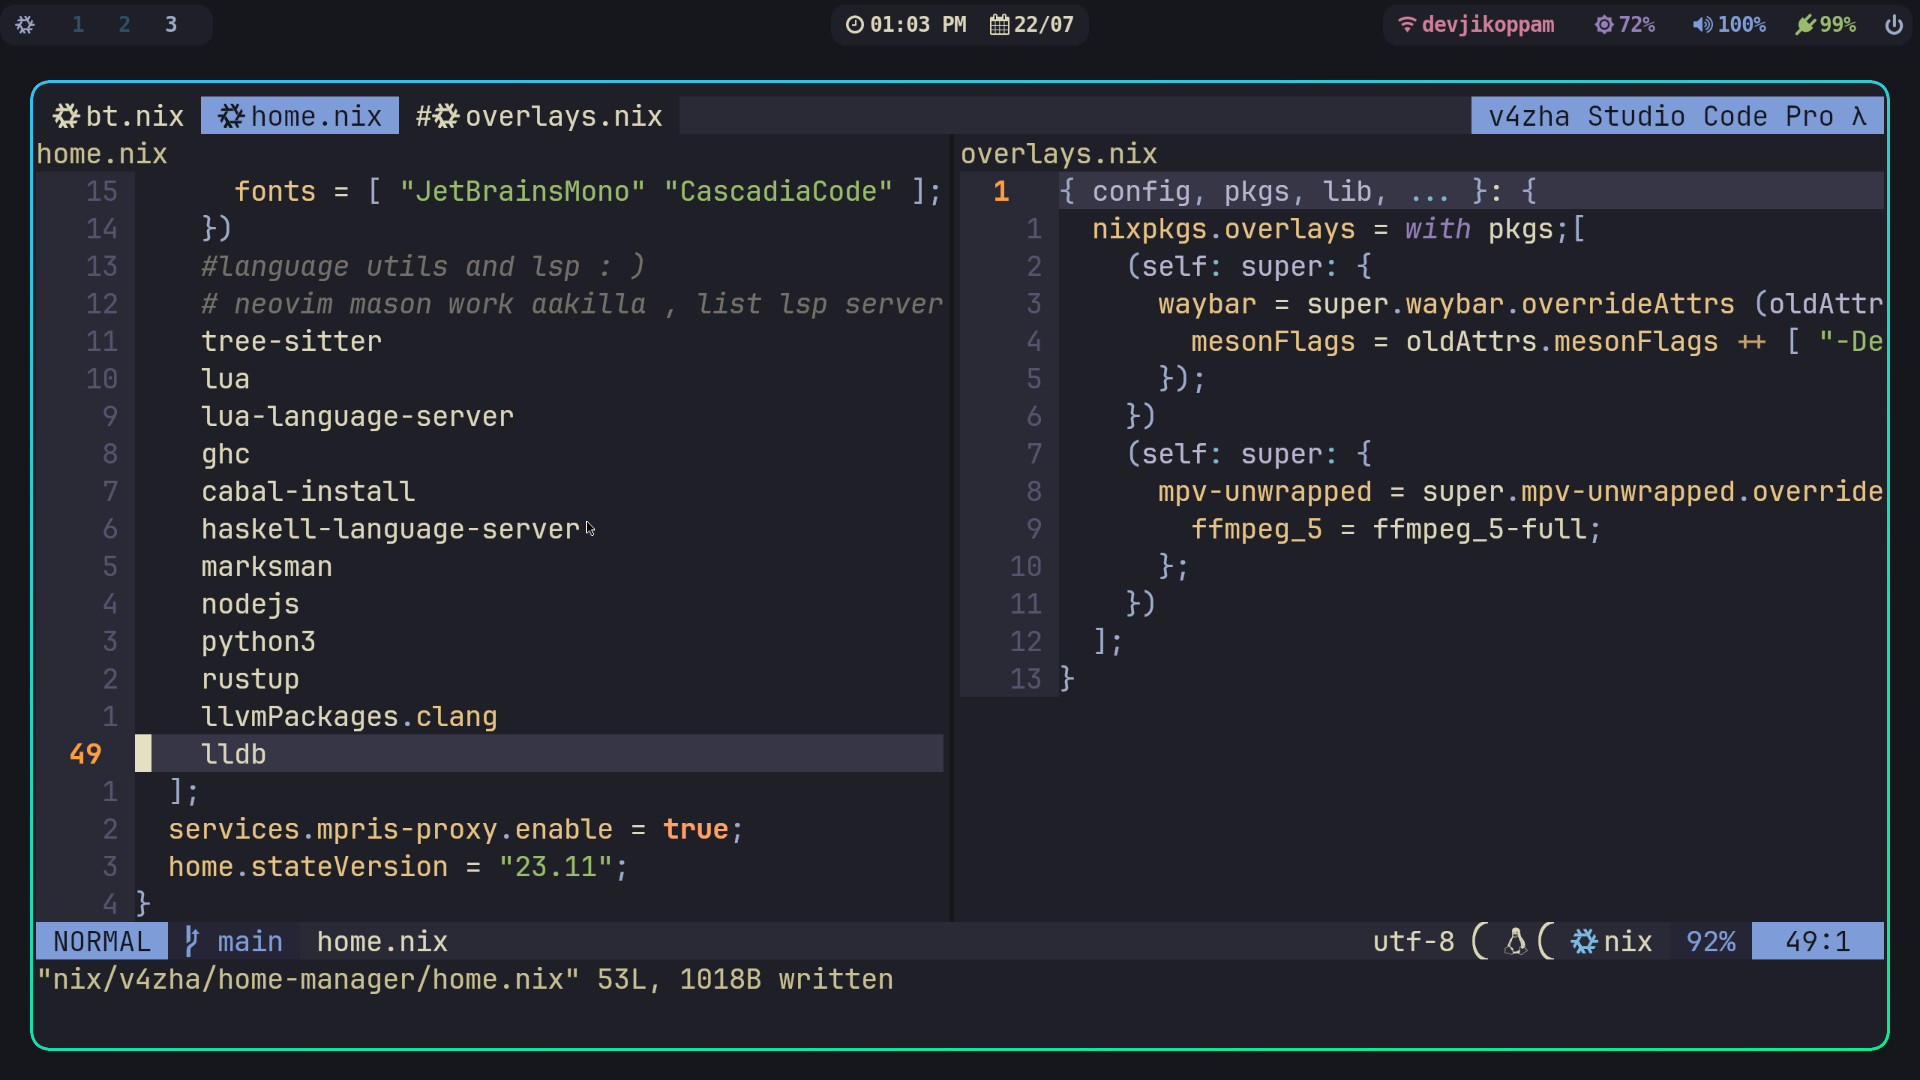 1 2 3
01:03 PM 22/07
devjikoppam 72% 100% 99%
bt.nix home.nix #overlays.nix
v4zha Studio Code Pro λ
home.nix
15 fonts = [ "JetBrainsMono" "CascadiaCode" ];
14 })
13 #language utils and lsp : )
12 # neovim mason work aakilla , list lsp server
11 tree-sitter
10 lua
9 lua-language-server
8 ghc
7 cabal-install
6 haskell-language-server
5 marksman
4 nodejs
3 python3
2 rustup
1 llvmPackages.clang
49 lldb
1 ];
2 services.mpris-proxy.enable = true;
3 home.stateVersion = "23.11";
4 }
overlays.nix
1 { config, pkgs, lib, ... }: {
1 nixpkgs.overlays = with pkgs;[
2 (self: super: {
3 waybar = super.waybar.overrideAttrs (oldAttr
4 mesonFlags = oldAttrs.mesonFlags ++ [ "-De
5 });
6 })
7 (self: super: {
8 mpv-unwrapped = super.mpv-unwrapped.override
9 ffmpeg_5 = ffmpeg_5-full;
10 };
11 })
12 ];
13 }
NORMAL main home.nix
utf-8 ( ( nix 92% 49:1
"nix/v4zha/home-manager/home.nix" 53L, 1018B written